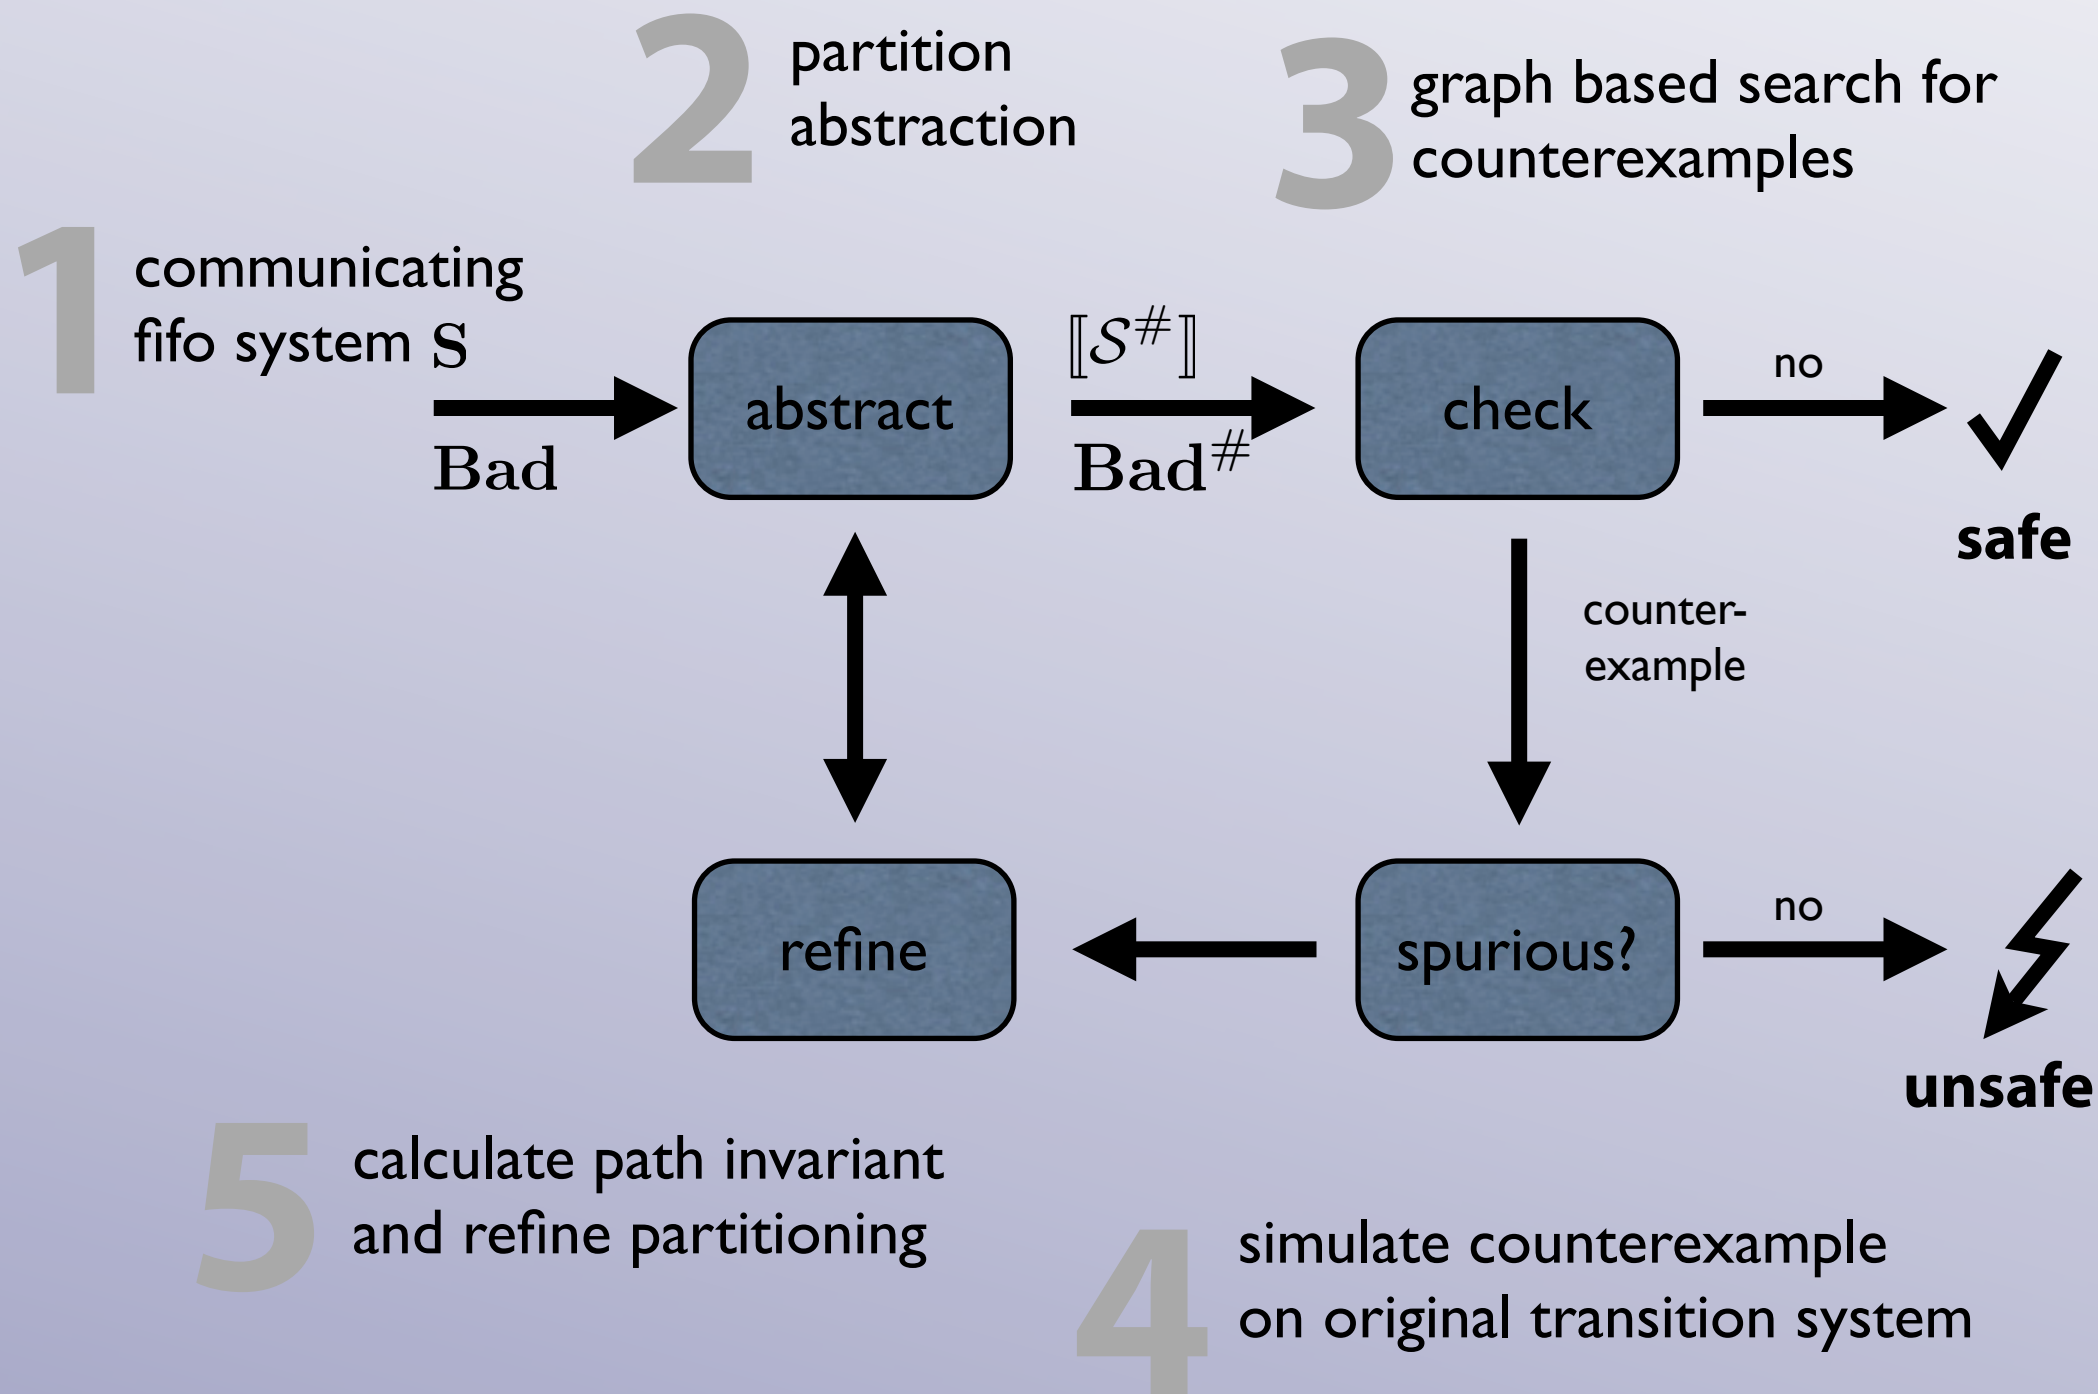 2
partition
abstraction
3
graph based search for
counterexamples
1
communicating
fifo system S
Bad
abstract
⟦𝒮^#⟧
Bad^#
check
no
safe
counter-
example
refine
spurious?
no
unsafe
5
calculate path invariant
and refine partitioning
4
simulate counterexample
on original transition system